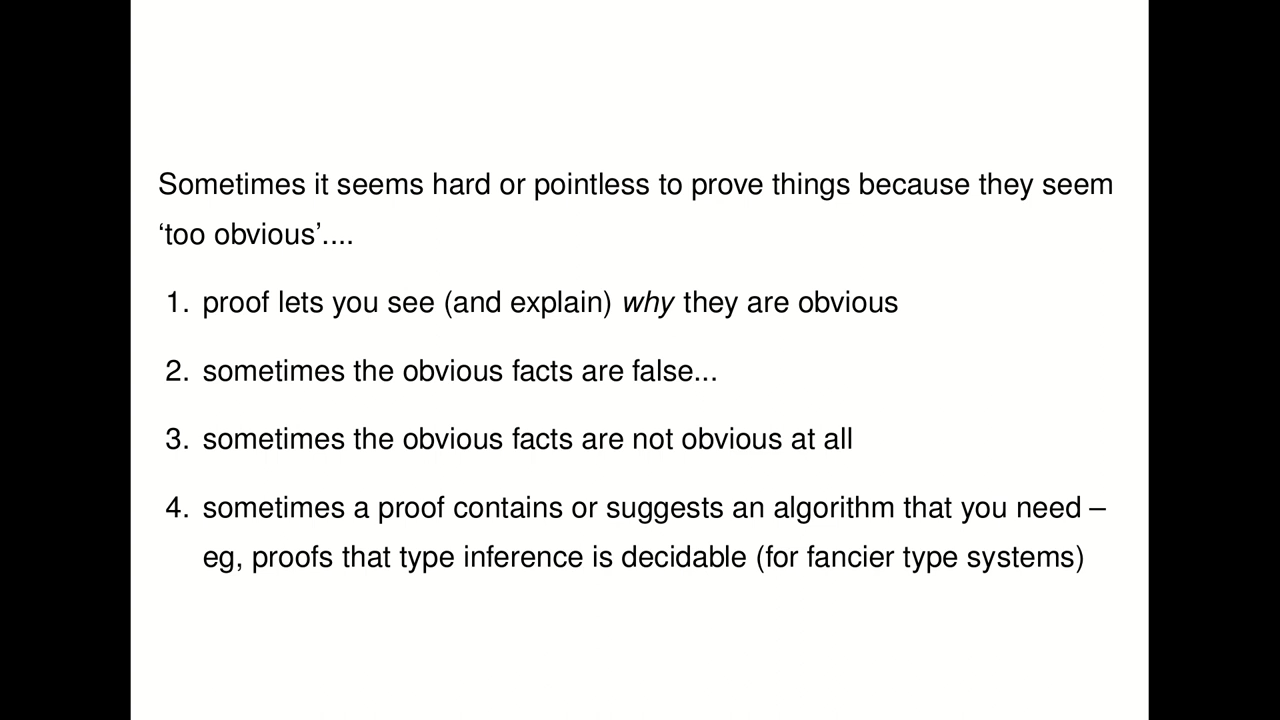 Sometimes it seems hard or pointless to prove things because they seem
‘too obvious’....
1. proof lets you see (and explain) why they are obvious
2. sometimes the obvious facts are false...
3. sometimes the obvious facts are not obvious at all
4. sometimes a proof contains or suggests an algorithm that you need –
eg, proofs that type inference is decidable (for fancier type systems)